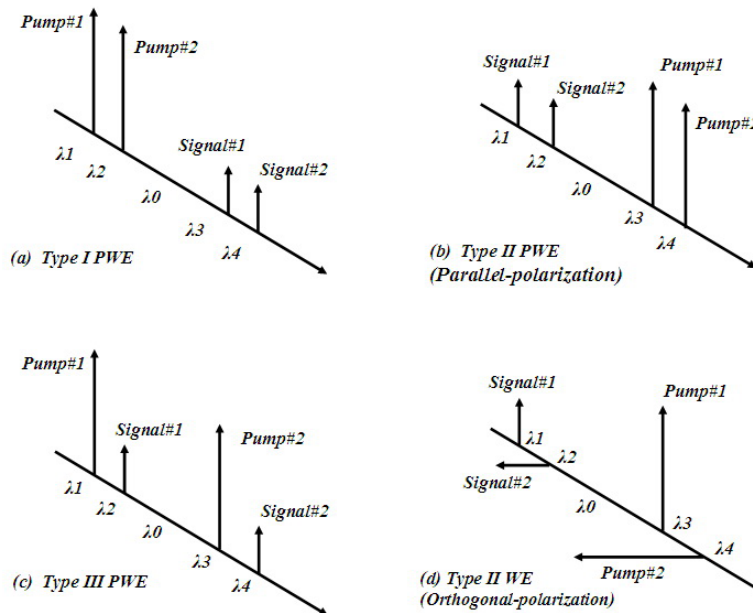 Pump#1
Pump#2
Signal#1
Signal#2
λ1
λ2
λ0
λ3
λ4
(a) Type I PWE
Signal#1
Signal#2
Pump#1
Pump#2
λ1
λ2
λ0
λ3
λ4
(b) Type II PWE
(Parallel-polarization)
Pump#1
Signal#1
Pump#2
Signal#2
λ1
λ2
λ0
λ3
λ4
(c) Type III PWE
Signal#1
Pump#1
λ1
λ2
Signal#2
λ0
λ3
λ4
Pump#2
(d) Type II WE
(Orthogonal-polarization)